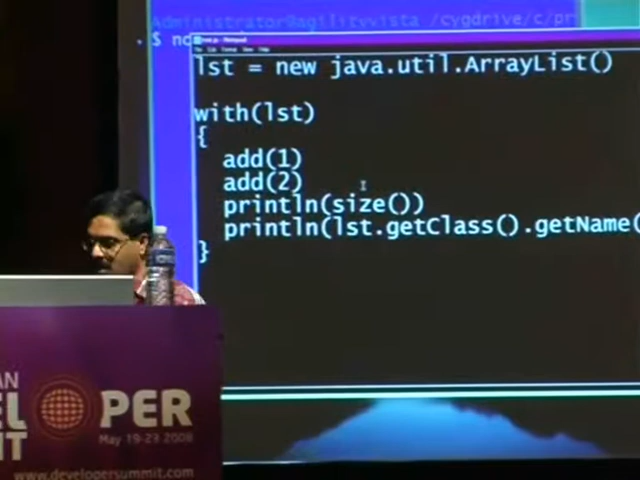 Administrator@agilityvista /cygdrive/c/pr
$ no
lst = new java.util.ArrayList()
with(lst)
{
add(1)
add(2)
println(size())
println(lst.getClass().getName(
}
PER
May 19-23 2008
www.developersummit.com